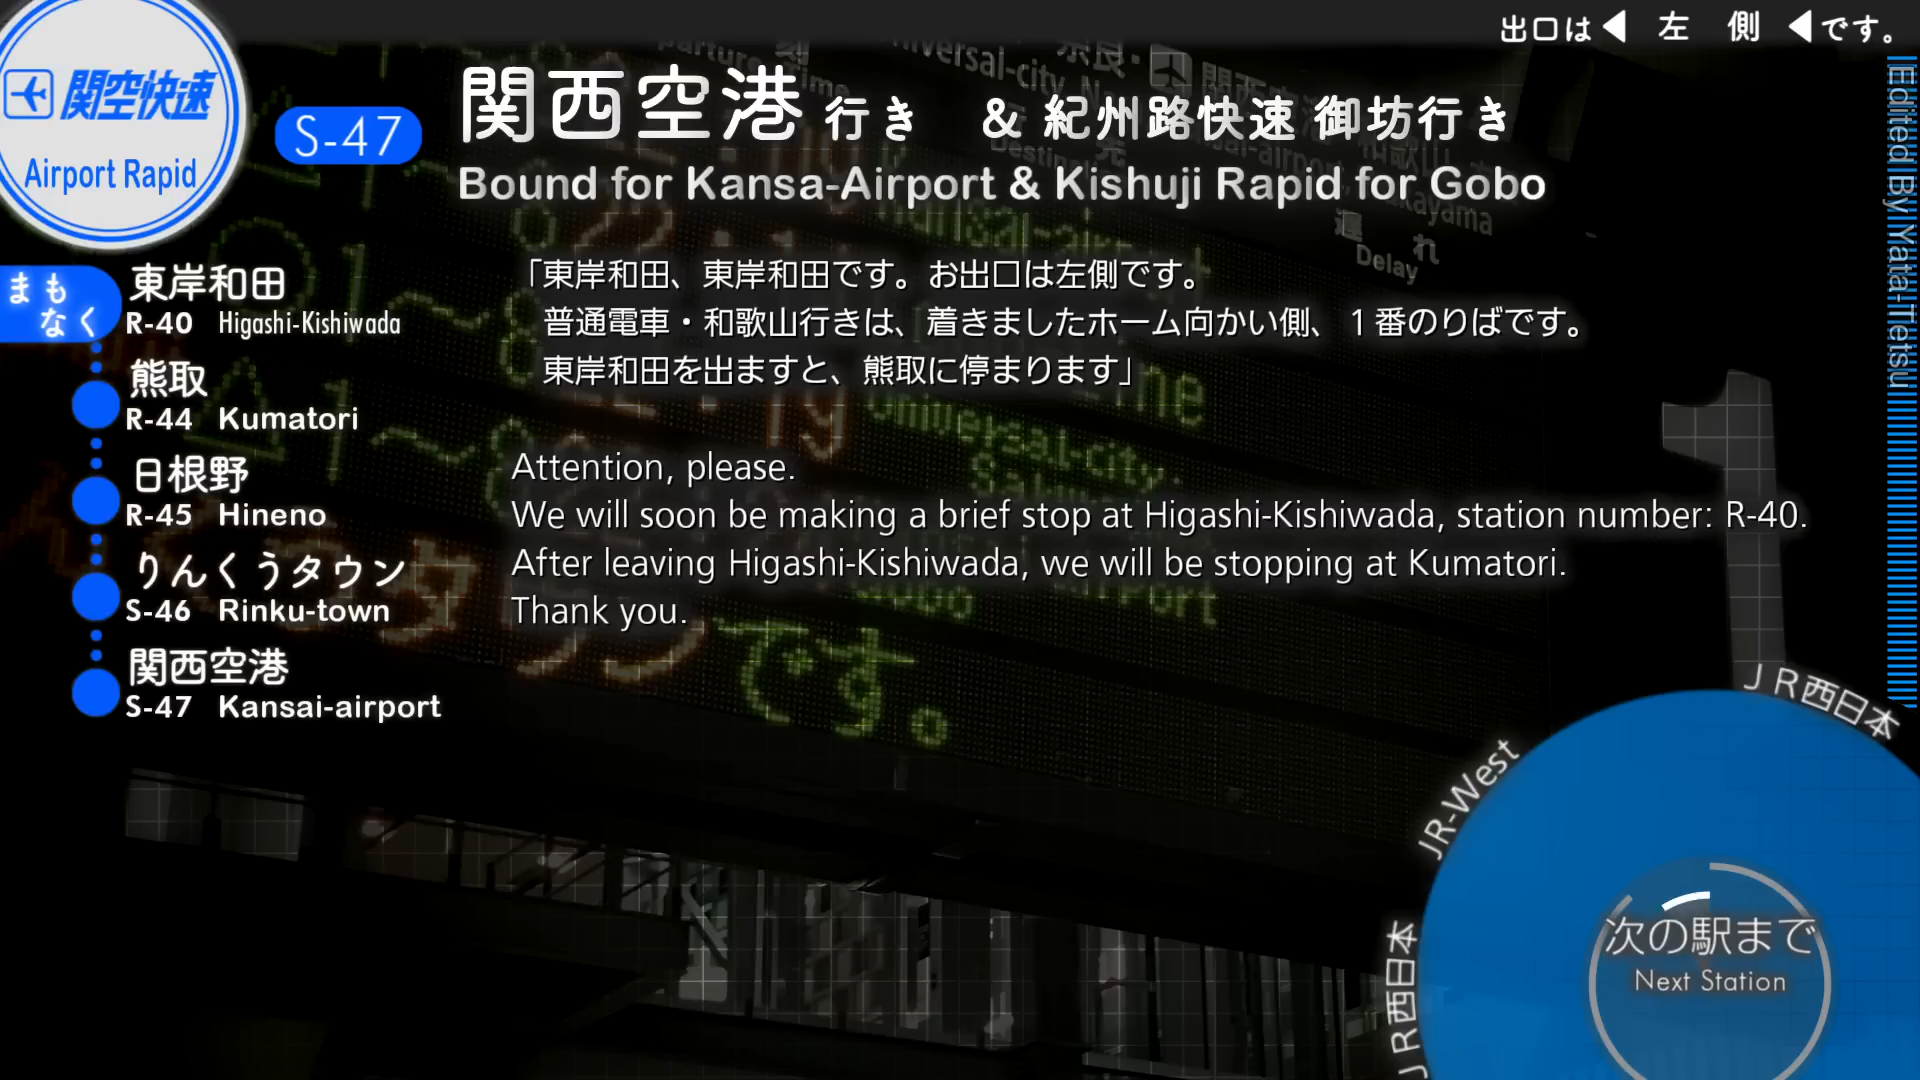 出口は◀ 左 側 ◀です。
関空快速
Airport Rapid
S-47
関西空港 行き & 紀州路快速 御坊行き
Bound for Kansa-Airport & Kishuji Rapid for Gobo
Edited By Yata-Tetsu
まもなく
東岸和田
R-40 Higashi-Kishiwada
熊取
R-44 Kumatori
日根野
R-45 Hineno
りんくうタウン
S-46 Rinku-town
関西空港
S-47 Kansai-airport
「東岸和田、東岸和田です。お出口は左側です。
普通電車・和歌山行きは、着きましたホーム向かい側、１番のりばです。
東岸和田を出ますと、熊取に停まります」
Attention, please.
We will soon be making a brief stop at Higashi-Kishiwada, station number: R-40.
After leaving Higashi-Kishiwada, we will be stopping at Kumatori.
Thank you.
遅れ
Delay
です。
ＪＲ西日本
JR-West
ＪＲ西日本
次の駅まで
Next Station